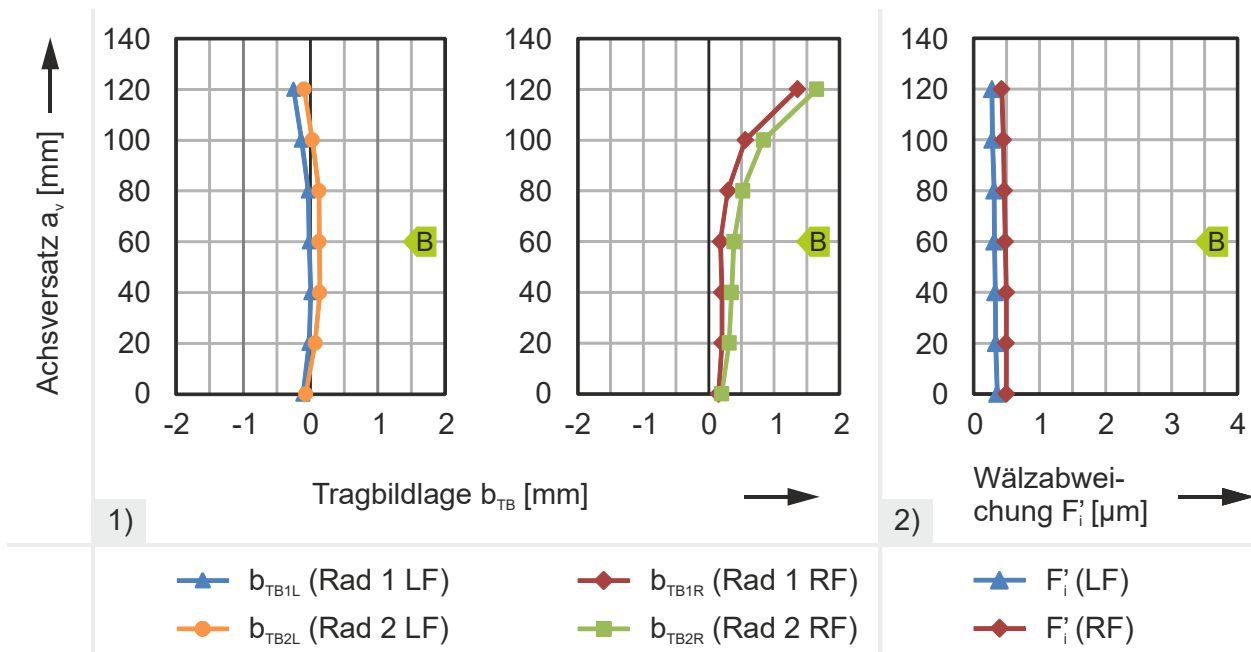 Achsversatz aᵥ [mm]
140
120
100
80
60
40
20
0
-2 -1 0 1 2
B
140
120
100
80
60
40
20
0
-2 -1 0 1 2
B
140
120
100
80
60
40
20
0
0 1 2 3 4
B
Tragbildlage b_TB [mm]
Wälzabwei-
chung F'_i [µm]
1)
2)
b_TB1L (Rad 1 LF)
b_TB1R (Rad 1 RF)
F'_i (LF)
b_TB2L (Rad 2 LF)
b_TB2R (Rad 2 RF)
F'_i (RF)